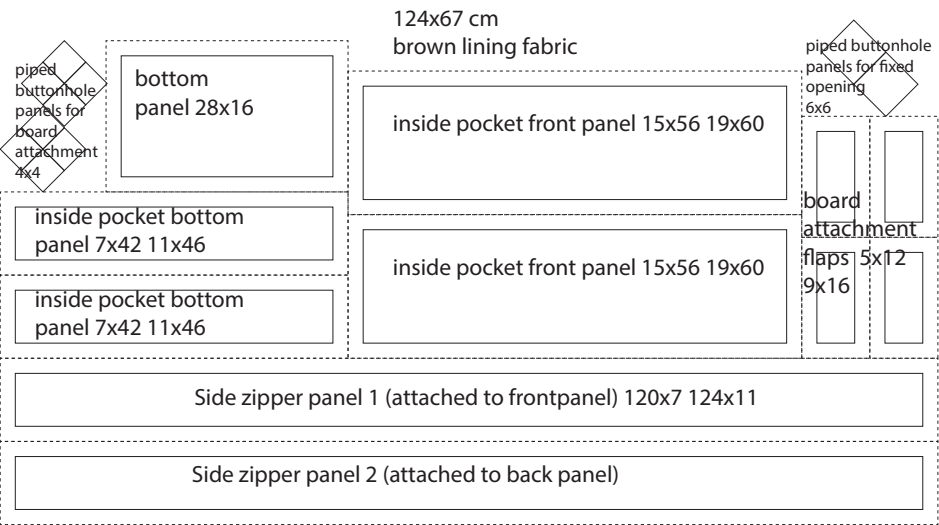 124x67 cm
brown lining fabric
piped
buttonhole
panels for
board
attachment
4x4
bottom
panel 28x16
inside pocket front panel 15x56 19x60
piped buttonhole
panels for fixed
opening
6x6
inside pocket bottom
panel 7x42 11x46
inside pocket bottom
panel 7x42 11x46
inside pocket front panel 15x56 19x60
board
attachment
flaps 5x12
9x16
Side zipper panel 1 (attached to frontpanel) 120x7 124x11
Side zipper panel 2 (attached to back panel)